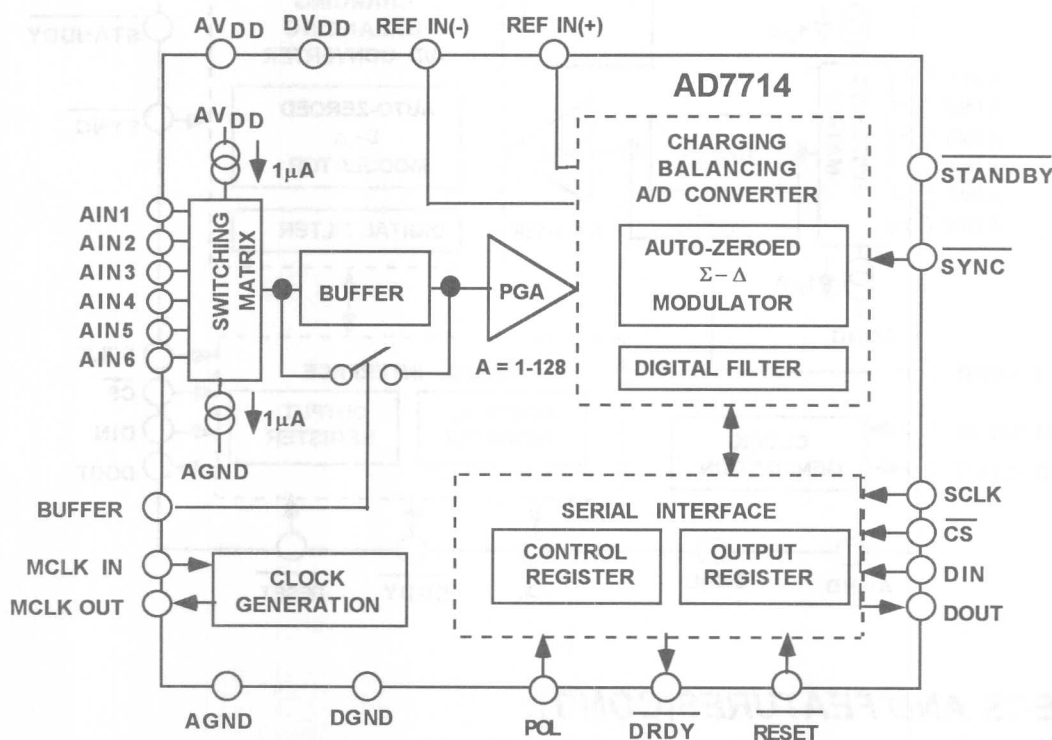 AVDD DVDD REF IN(-) REF IN(+)
AD7714
AVDD
1μA
CHARGING
BALANCING
A/D CONVERTER
STANDBY
AIN1
AIN2
AIN3
AIN4
AIN5
AIN6
SWITCHING
MATRIX
BUFFER
PGA
A = 1-128
AUTO-ZEROED
Σ-Δ
MODULATOR
SYNC
DIGITAL FILTER
1μA
AGND
BUFFER
SERIAL INTERFACE
SCLK
CS
DIN
DOUT
CONTROL
REGISTER
OUTPUT
REGISTER
MCLK IN
MCLK OUT
CLOCK
GENERATION
AGND
DGND
POL
DRDY
RESET